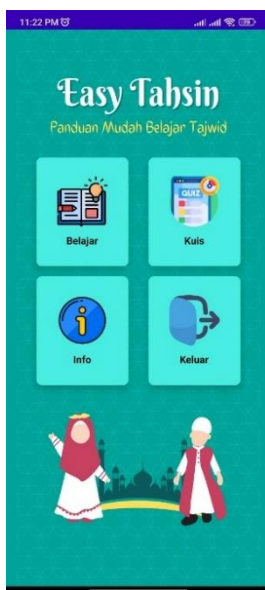 11:22 PM
Easy Tahsin
Panduan Mudah Belajar Tajwid
QUIZ
Belajar
Kuis
Info
Keluar